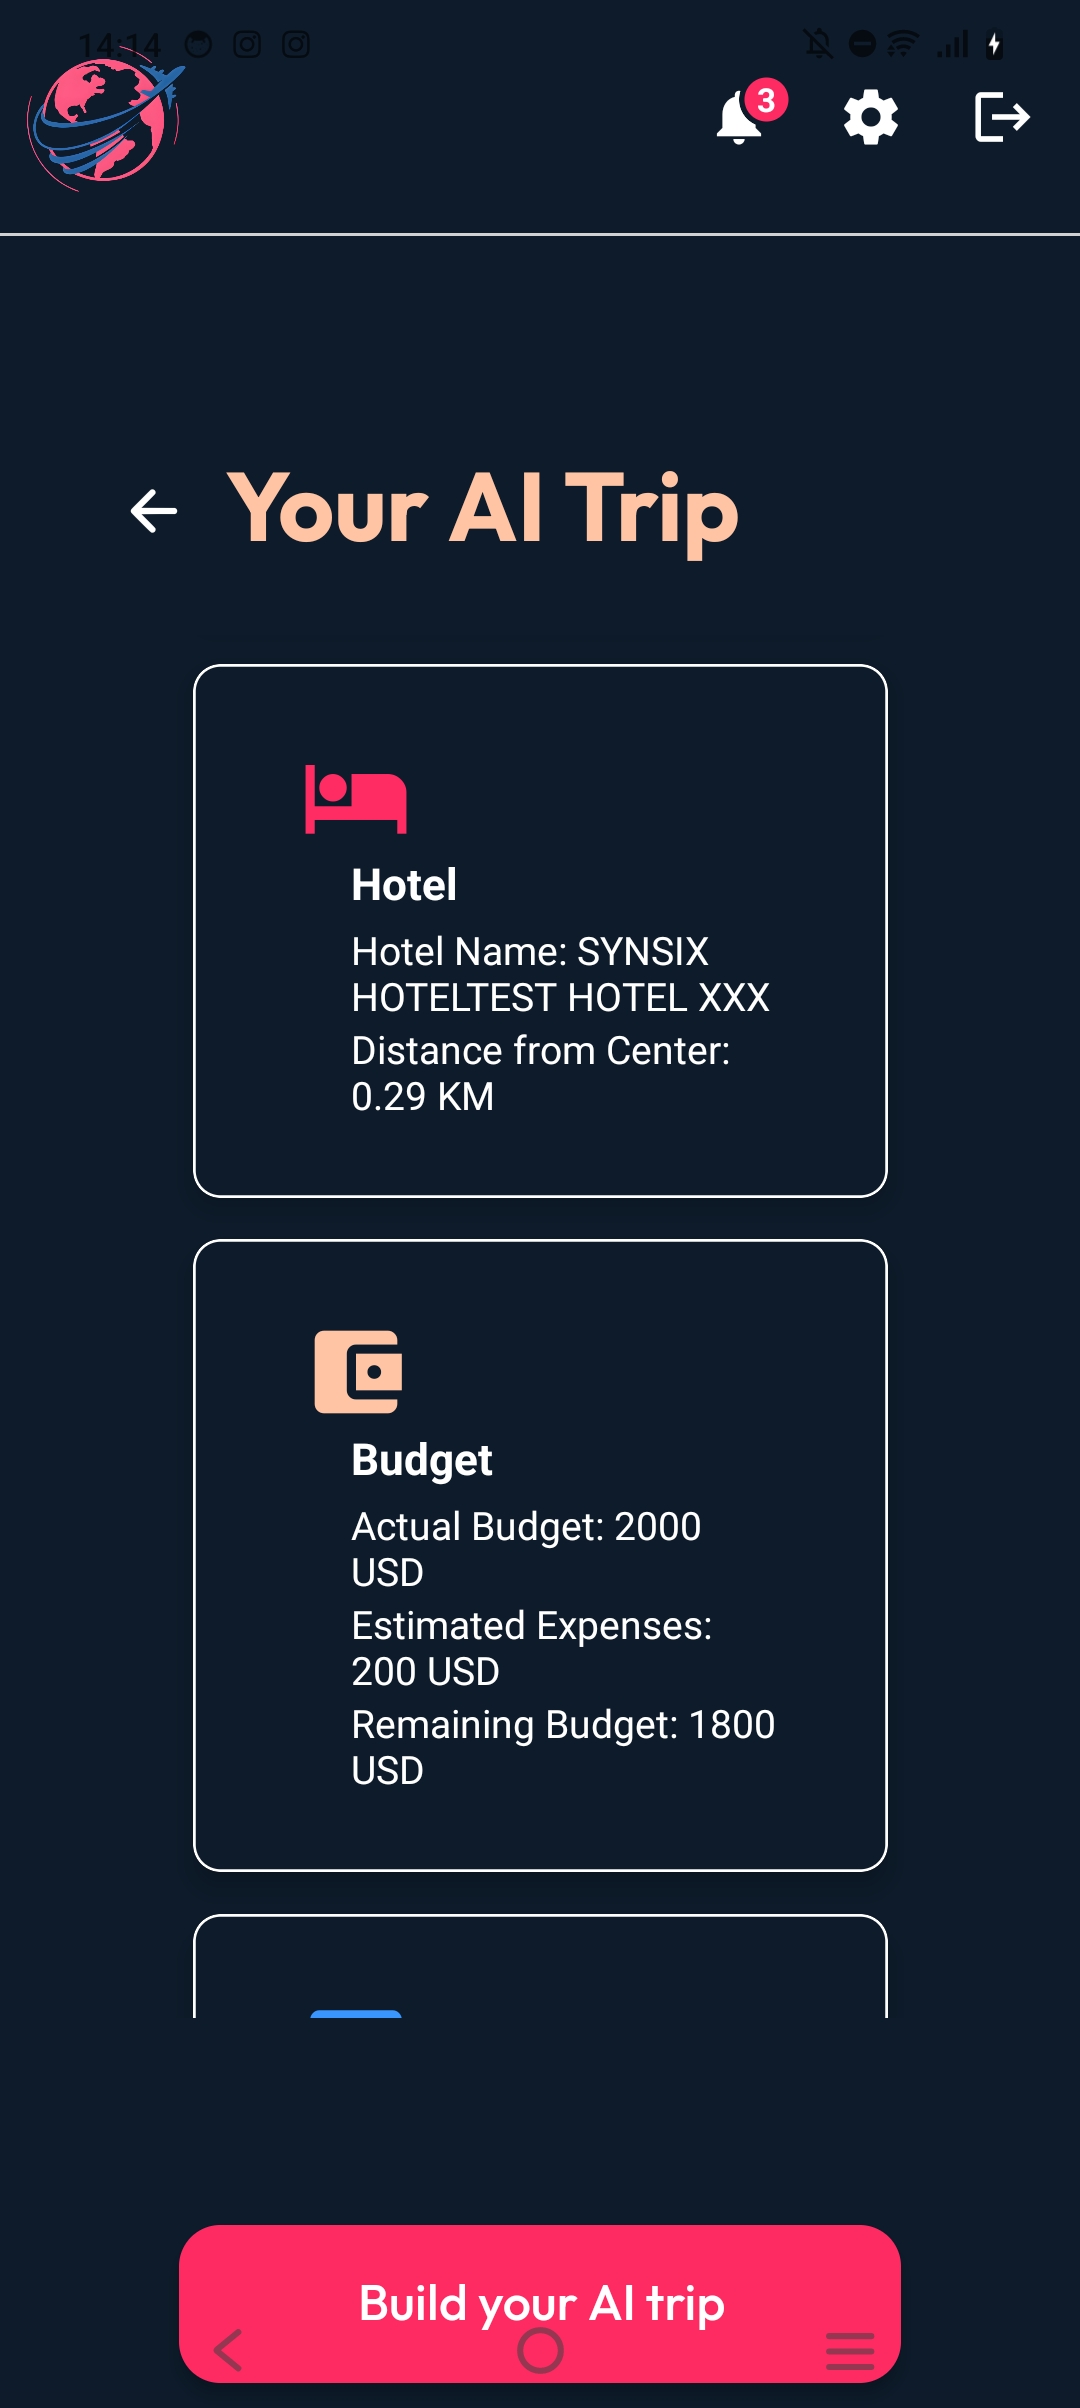 14:14
3
Your AI Trip
Hotel
Hotel Name: SYNSIX
HOTELTEST HOTEL XXX
Distance from Center:
0.29 KM
Budget
Actual Budget: 2000
USD
Estimated Expenses:
200 USD
Remaining Budget: 1800
USD
Build your AI trip